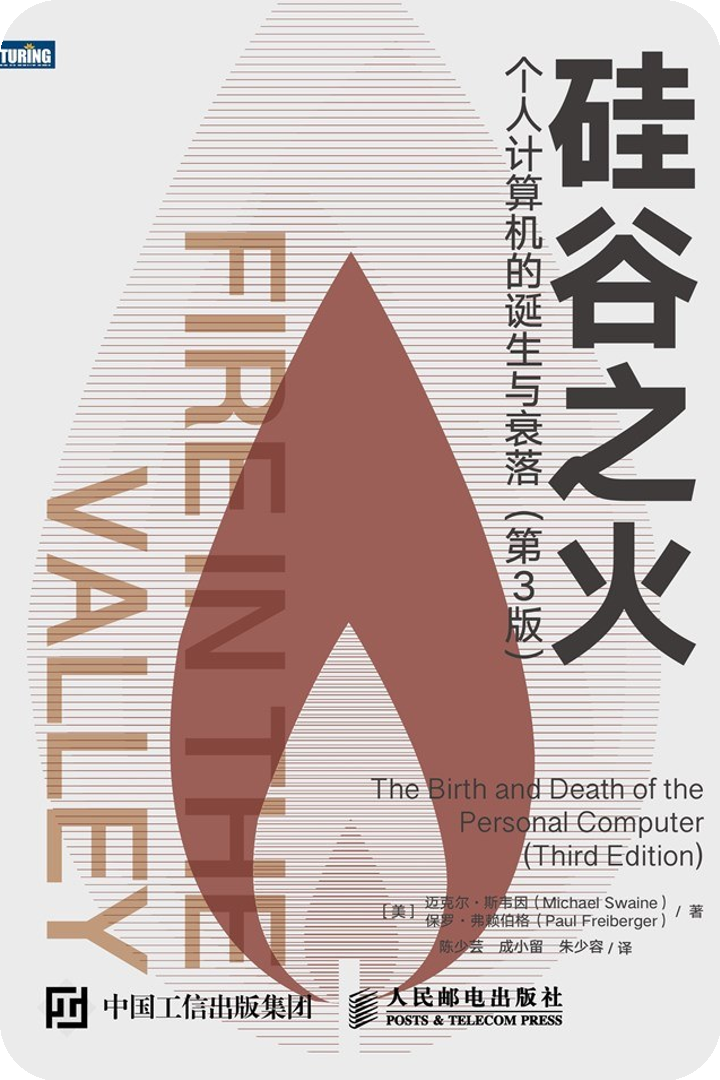 TURING
硅谷之火
个人计算机的诞生与衰落（第3版）
FIRE IN THE
VALLEY
The Birth and Death of the
Personal Computer
(Third Edition)
［美］迈克尔·斯韦因（Michael Swaine）
保罗·弗赖伯格（Paul Freiberger） / 著
陈少芸 成小留 朱少容 / 译
中国工信出版集团
人民邮电出版社
POSTS & TELECOM PRESS